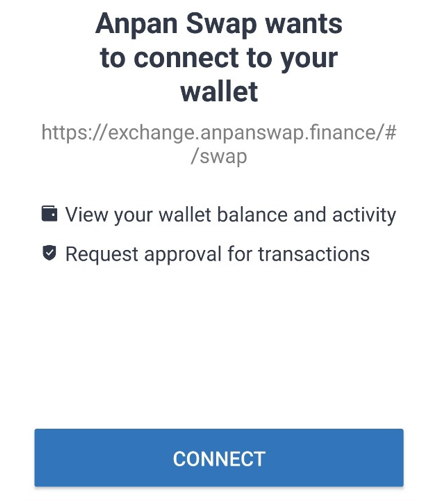 Anpan Swap wants
to connect to your
wallet
https://exchange.anpanswap.finance/#
/swap
View your wallet balance and activity
Request approval for transactions
CONNECT